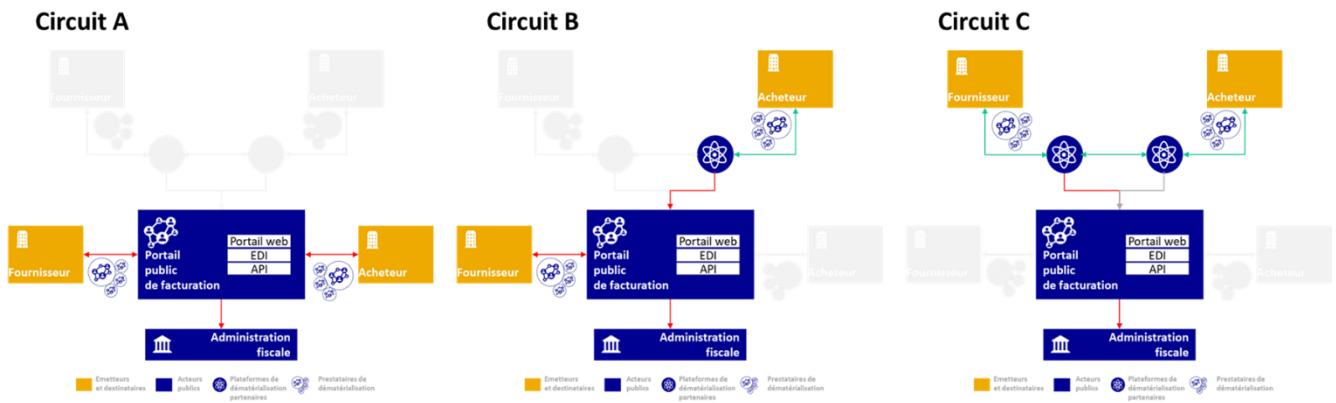 Circuit A
Fournisseur
Acheteur
Fournisseur
Portail
public
de facturation
Portail web
EDI
API
Acheteur
Administration
fiscale
Emetteurs
et destinataires
Acteurs
publics
Plateformes de
dématérialisation
partenaires
Prestataires de
dématérialisation
Circuit B
Fournisseur
Acheteur
Fournisseur
Portail
public
de facturation
Portail web
EDI
API
Acheteur
Administration
fiscale
Emetteurs
et destinataires
Acteurs
publics
Plateformes de
dématérialisation
partenaires
Prestataires de
dématérialisation
Circuit C
Fournisseur
Acheteur
Fournisseur
Portail
public
de facturation
Portail web
EDI
API
Acheteur
Administration
fiscale
Emetteurs
et destinataires
Acteurs
publics
Plateformes de
dématérialisation
partenaires
Prestataires de
dématérialisation